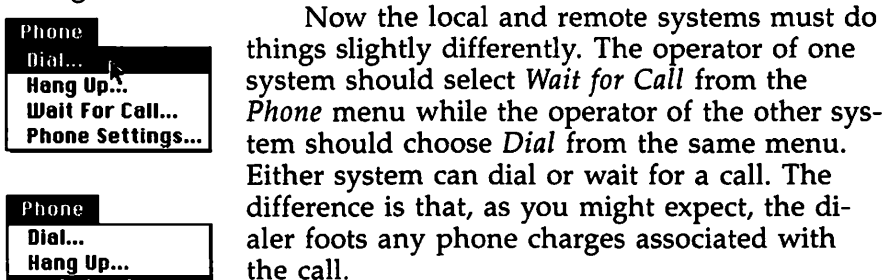 Phone
Dial...
Hang Up...
Wait For Call...
Phone Settings...
Phone
Dial...
Hang Up...
Now the local and remote systems must do
things slightly differently. The operator of one
system should select Wait for Call from the
Phone menu while the operator of the other sys-
tem should choose Dial from the same menu.
Either system can dial or wait for a call. The
difference is that, as you might expect, the di-
aler foots any phone charges associated with
the call.